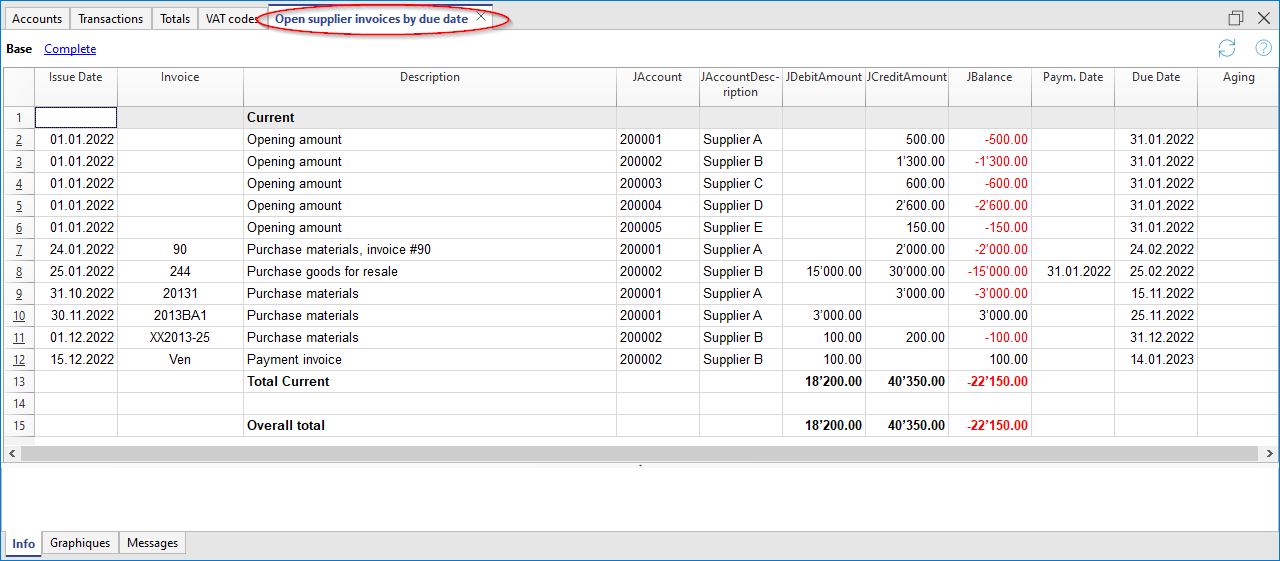 Accounts Transactions Totals VAT codes Open supplier invoices by due date
Base Complete
Issue Date Invoice Description JAccount JAccountDesc-ription JDebitAmount JCreditAmount JBalance Paym. Date Due Date Aging
1 Current
2 01.01.2022 Opening amount 200001 Supplier A 500.00 -500.00 31.01.2022
3 01.01.2022 Opening amount 200002 Supplier B 1’300.00 -1’300.00 31.01.2022
4 01.01.2022 Opening amount 200003 Supplier C 600.00 -600.00 31.01.2022
5 01.01.2022 Opening amount 200004 Supplier D 2’600.00 -2’600.00 31.01.2022
6 01.01.2022 Opening amount 200005 Supplier E 150.00 -150.00 31.01.2022
7 24.01.2022 90 Purchase materials, invoice #90 200001 Supplier A 2’000.00 -2’000.00 24.02.2022
8 25.01.2022 244 Purchase goods for resale 200002 Supplier B 15’000.00 30’000.00 -15’000.00 31.01.2022 25.02.2022
9 31.10.2022 20131 Purchase materials 200001 Supplier A 3’000.00 -3’000.00 15.11.2022
10 30.11.2022 2013BA1 Purchase materials 200001 Supplier A 3’000.00 3’000.00 25.11.2022
11 01.12.2022 XX2013-25 Purchase materials 200002 Supplier B 100.00 200.00 -100.00 31.12.2022
12 15.12.2022 Ven Payment invoice 200002 Supplier B 100.00 100.00 14.01.2023
13 Total Current 18’200.00 40’350.00 -22’150.00
14
15 Overall total 18’200.00 40’350.00 -22’150.00
Info Graphiques Messages